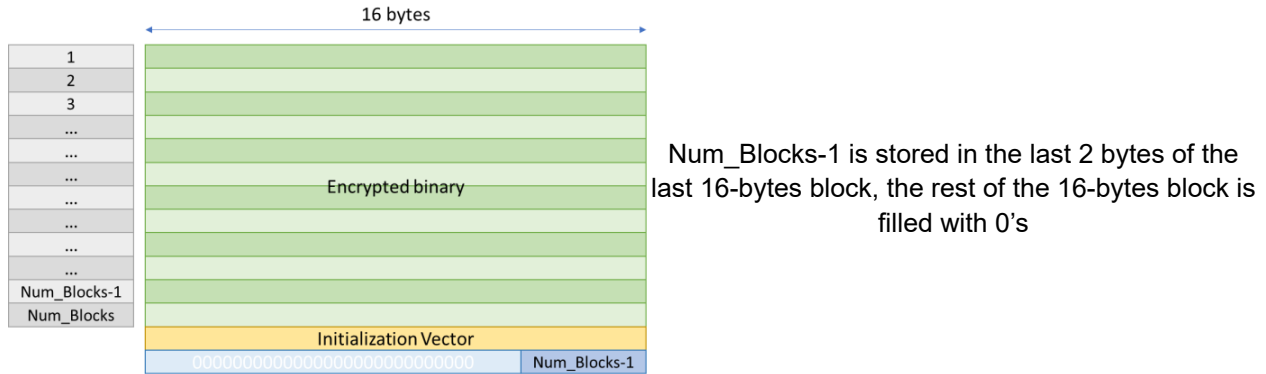 16 bytes
1
2
3
...
...
...
Encrypted binary
...
...
...
...
Num_Blocks-1
Num_Blocks
Initialization Vector
0000000000000000000000000000 Num_Blocks-1
Num_Blocks-1 is stored in the last 2 bytes of the
last 16-bytes block, the rest of the 16-bytes block is
filled with 0’s